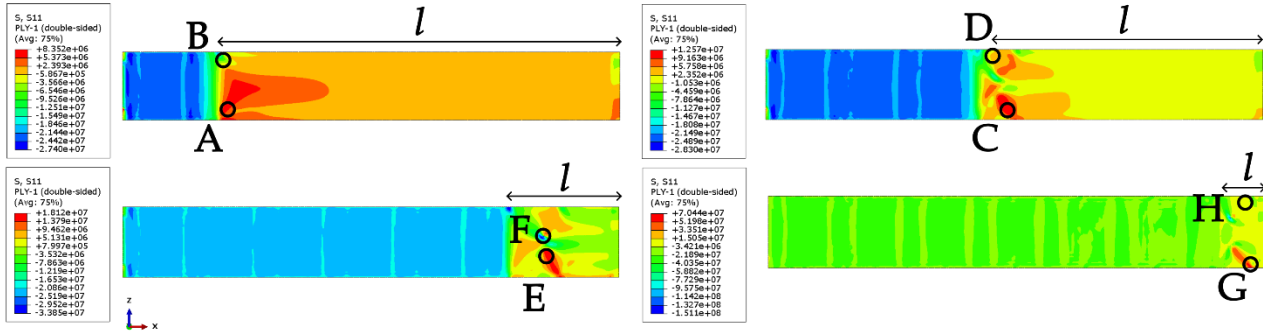 S, S11
PLY-1 (double-sided)
(Avg: 75%)
+8.352e+06
+5.373e+06
+2.393e+06
-5.867e+05
-3.566e+06
-6.546e+06
-9.526e+06
-1.251e+07
-1.549e+07
-1.846e+07
-2.144e+07
-2.442e+07
-2.740e+07
B
l
A
S, S11
PLY-1 (double-sided)
(Avg: 75%)
+1.257e+07
+9.163e+06
+5.758e+06
+2.352e+06
-1.053e+06
-4.459e+06
-7.864e+06
-1.127e+07
-1.467e+07
-1.808e+07
-2.149e+07
-2.489e+07
-2.830e+07
D
l
C
S, S11
PLY-1 (double-sided)
(Avg: 75%)
+1.812e+07
+1.379e+07
+9.462e+06
+5.131e+06
+7.997e+05
-3.532e+06
-7.863e+06
-1.219e+07
-1.653e+07
-2.086e+07
-2.519e+07
-2.952e+07
-3.385e+07
l
F
E
z
x
S, S11
PLY-1 (double-sided)
(Avg: 75%)
+7.044e+07
+5.198e+07
+3.351e+07
+1.505e+07
-3.421e+06
-2.189e+07
-4.035e+07
-5.882e+07
-7.729e+07
-9.575e+07
-1.142e+08
-1.327e+08
-1.511e+08
l
H
G